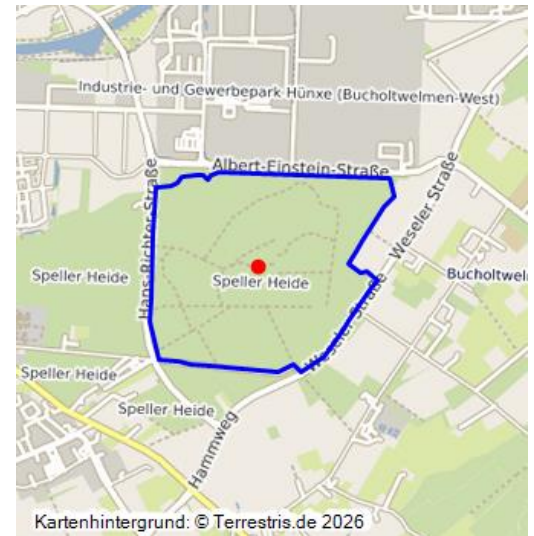 Industrie- und Gewerbepark Hünxe (Bucholtwelmen-West)
Albert-Einstein-Straße
Hans-Richter-Straße
Weseler-Straße
Speller Heide
Speller Heide
Bucholtwelm
Weseler-Straße
Speller Heide
Speller Heide
Hammweg
Kartenhintergrund: © Terrestris.de 2026